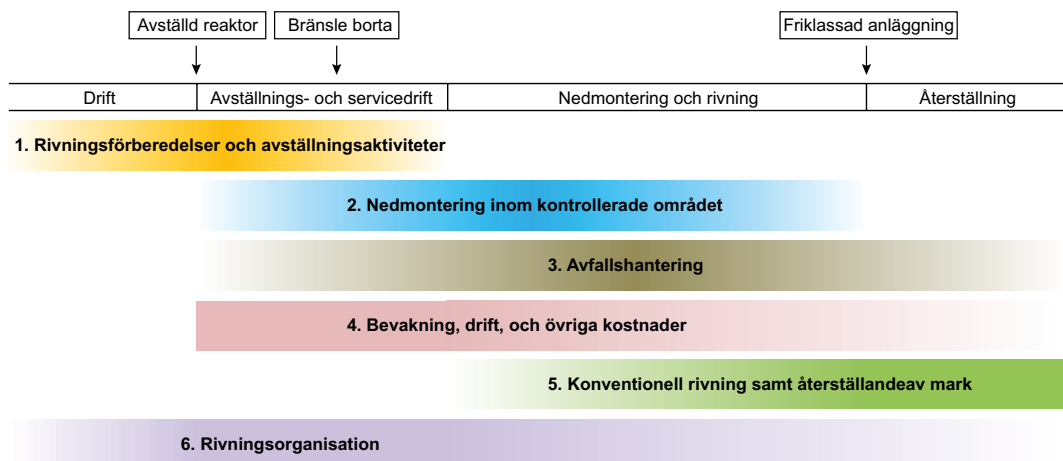 Avställd reaktor
Bränsle borta
Friklassad anläggning
Drift
Avställnings- och servicedrift
Nedmontering och rivning
Återställning
1. Rivningsförberedelser och avställningsaktiviteter
2. Nedmontering inom kontrollerade området
3. Avfallshantering
4. Bevakning, drift, och övriga kostnader
5. Konventionell rivning samt återställandeav mark
6. Rivningsorganisation